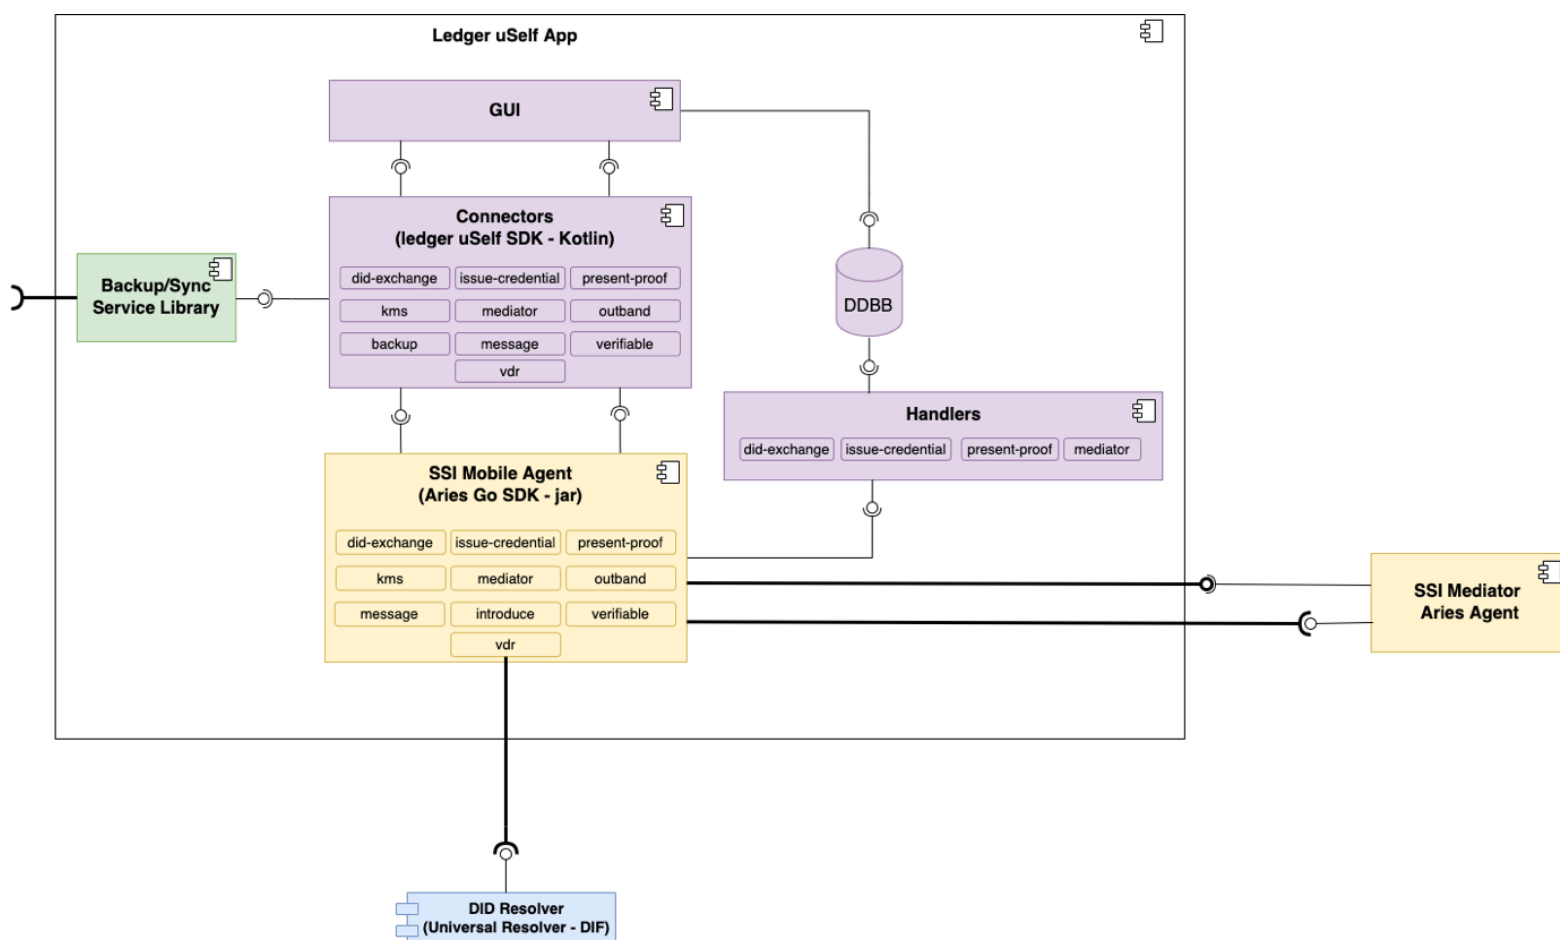 Ledger uSelf App
GUI
Connectors
(ledger uSelf SDK - Kotlin)
did-exchange
issue-credential
present-proof
kms
mediator
outband
backup
message
verifiable
vdr
Backup/Sync
Service Library
DDBB
Handlers
did-exchange
issue-credential
present-proof
mediator
SSI Mobile Agent
(Aries Go SDK - jar)
did-exchange
issue-credential
present-proof
kms
mediator
outband
message
introduce
verifiable
vdr
SSI Mediator
Aries Agent
DID Resolver
(Universal Resolver - DIF)